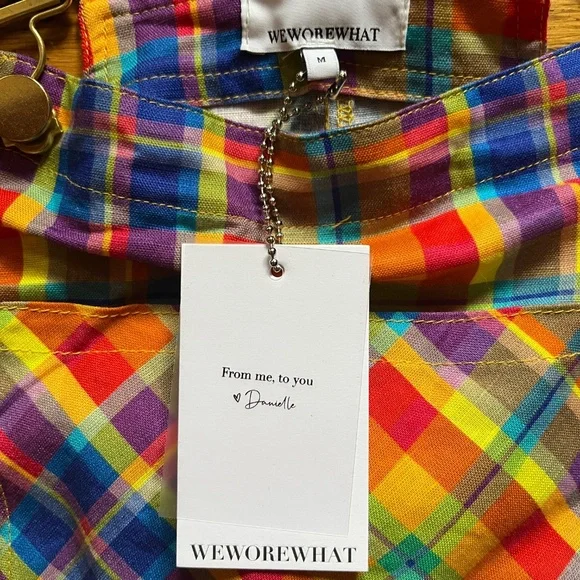 WEWOREWHAT
M
From me, to you
♡ Danielle
WEWOREWHAT